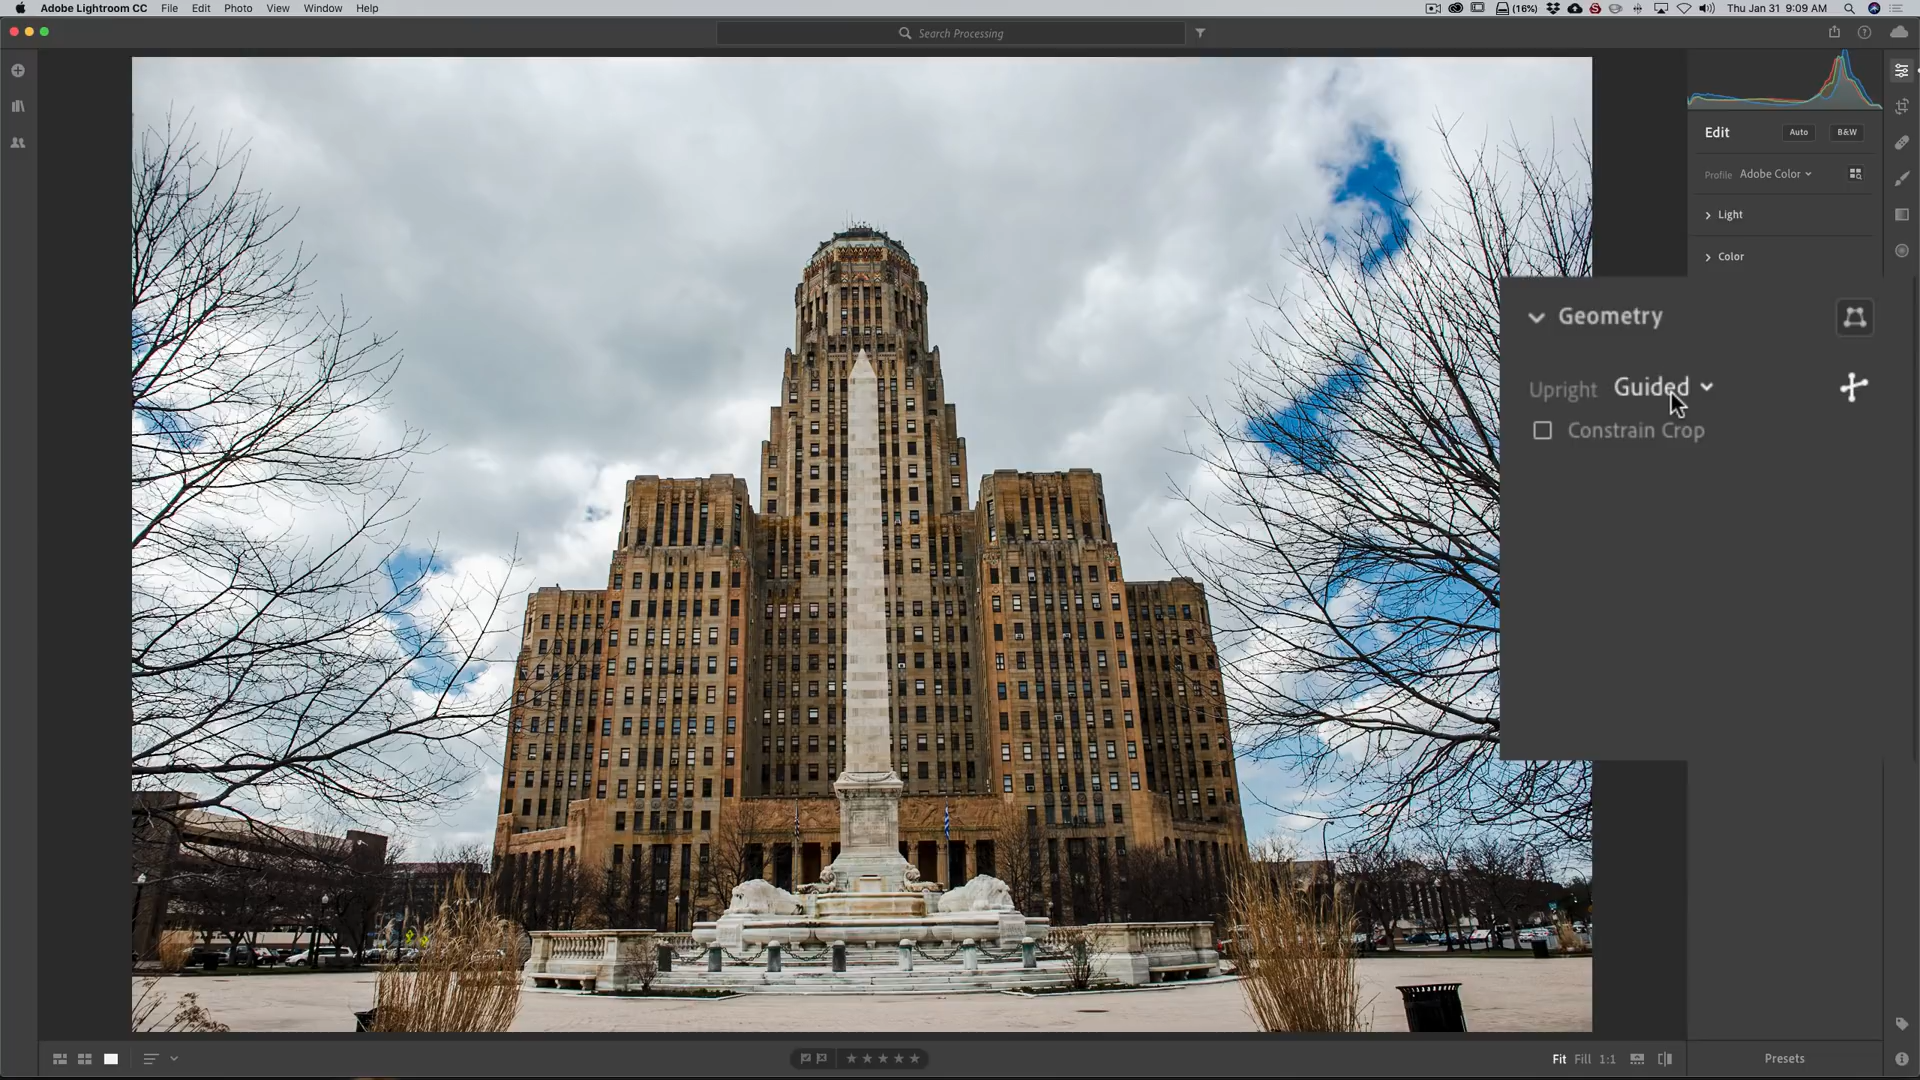 Adobe Lightroom CC File Edit Photo View Window Help
(16%) Thu Jan 31 9:09 AM
Search Processing
Edit Auto B&W
Profile Adobe Color
Light
Color
Geometry
Upright Guided
Constrain Crop
Fit Fill 1:1
Presets